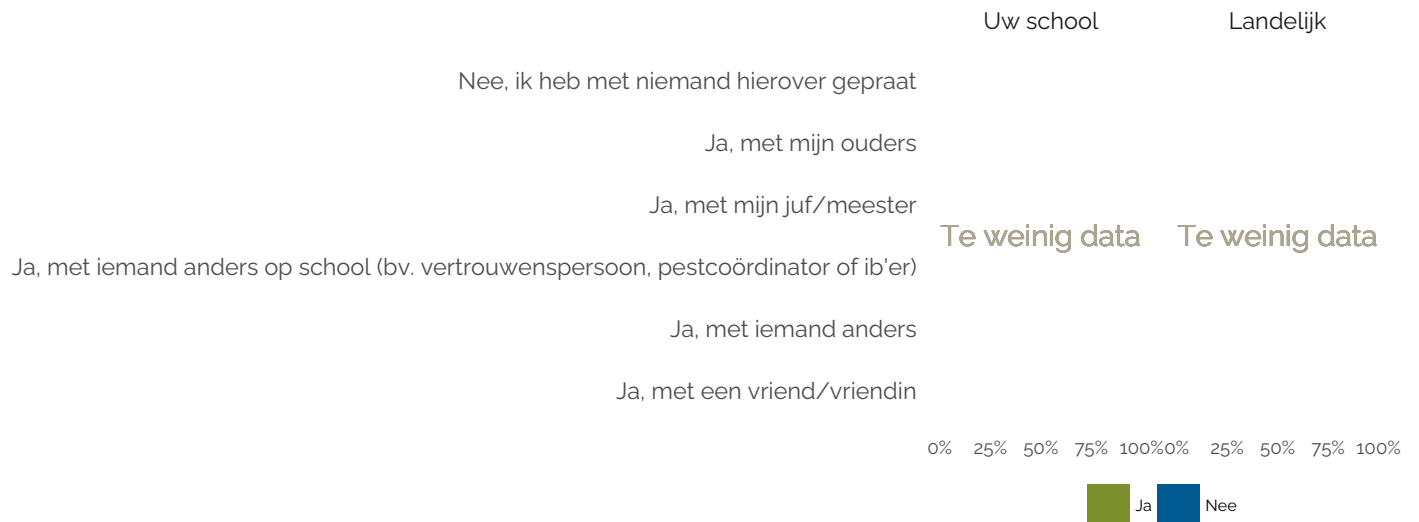 Uw school Landelijk
Nee, ik heb met niemand hierover gepraat
Ja, met mijn ouders
Ja, met mijn juf/meester
Te weinig data Te weinig data
Ja, met iemand anders op school (bv. vertrouwenspersoon, pestcoördinator of ib'er)
Ja, met iemand anders
Ja, met een vriend/vriendin
0% 25% 50% 75% 100% 0% 25% 50% 75% 100%
Ja Nee